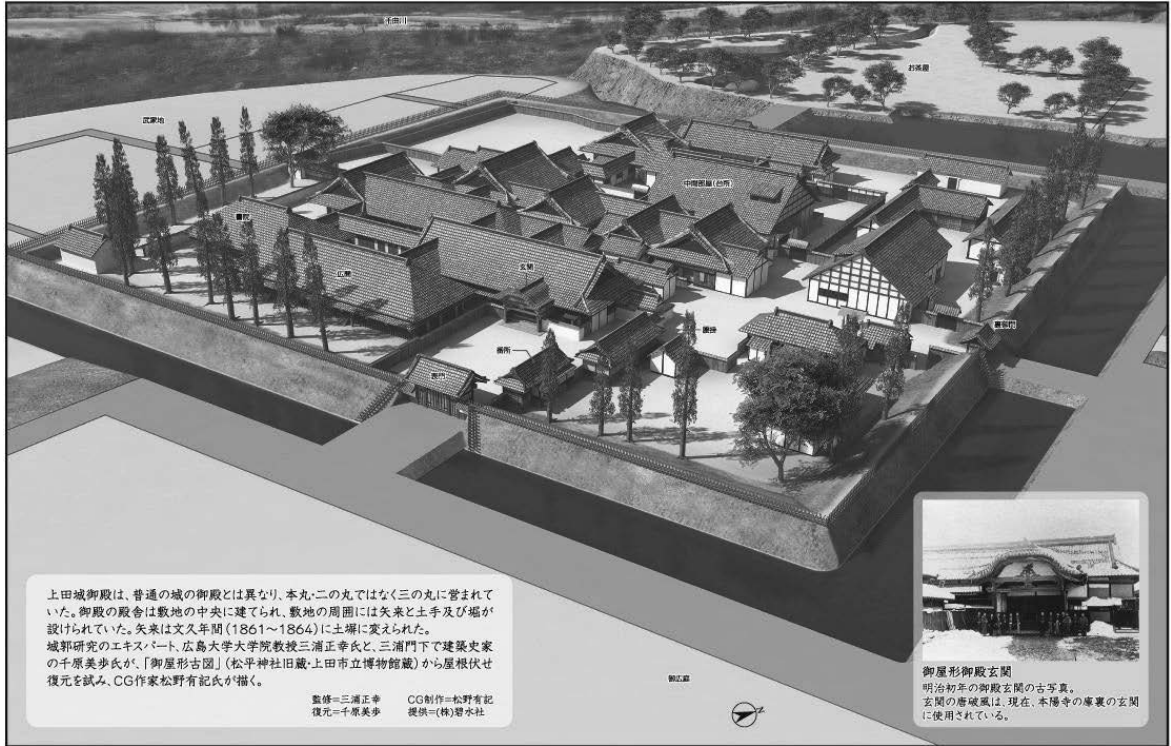 千曲川
お茶屋
武家地
中間部屋(台所)
書院
広間
玄関
腰掛
番所
表門
裏御門
御広庭
上田城御殿は、普通の城の御殿とは異なり、本丸・二の丸ではなく三の丸に営まれて
いた。御殿の殿舎は敷地の中央に建てられ、敷地の周囲には矢来と土手及び堀が
設けられていた。矢来は文久年間(1861〜1864)に土塀に変えられた。
城郭研究のエキスパート、広島大学大学院教授三浦正幸氏と、三浦門下で建築史家
の千原美歩氏が、「御屋形古図」(松平神社旧蔵・上田市立博物館蔵)から屋根伏せ
復元を試み、CG作家松野有記氏が描く。
監修=三浦正幸 CG制作=松野有記
復元=千原美歩 提供=(株)碧水社
御屋形御殿玄関
明治初年の御殿玄関の古写真。
玄関の唐破風は、現在、本陽寺の庫裏の玄関
に使用されている。